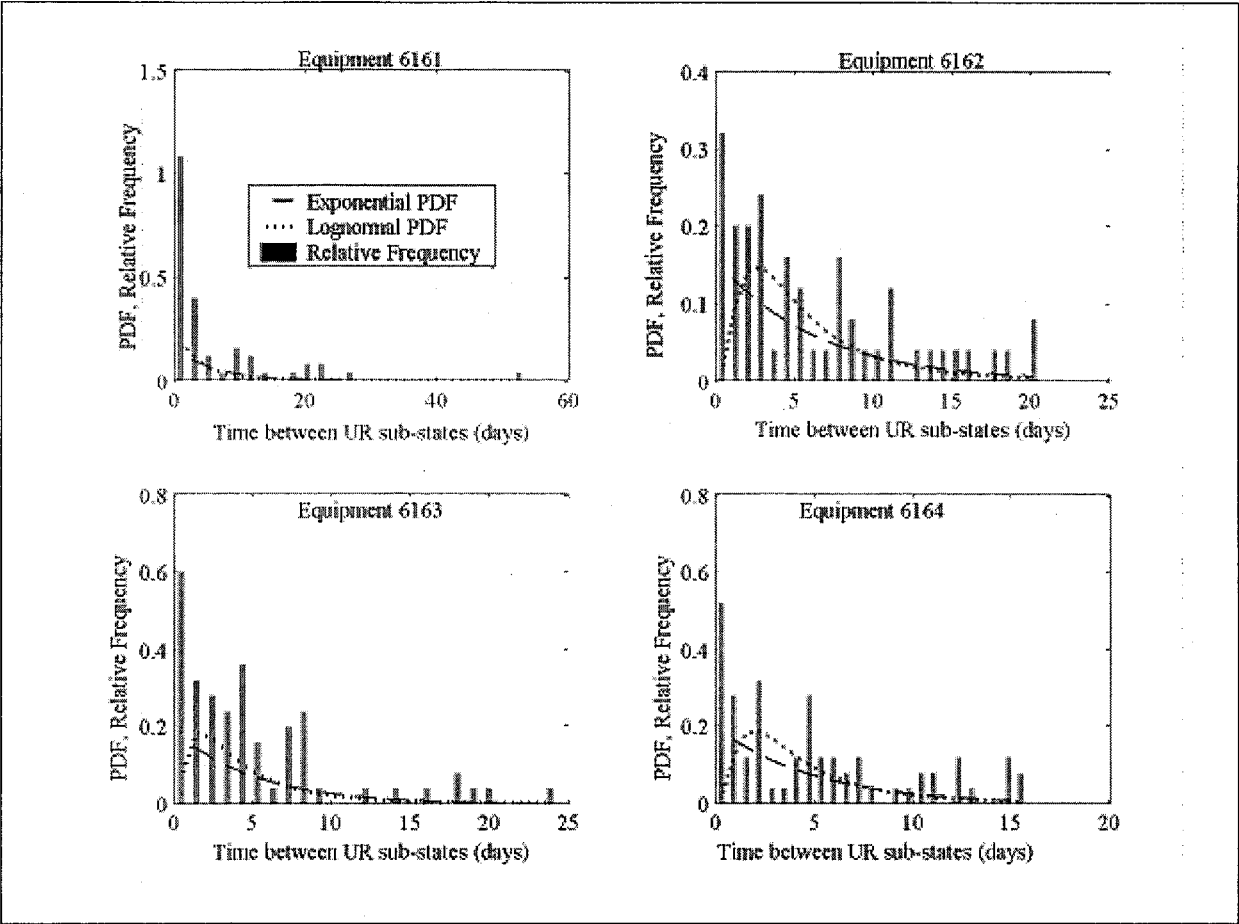 Equipment 6161
1.5
1
0.5
0
PDF, Relative Frequency
Exponential PDF
Lognormal PDF
Relative Frequency
0 20 40 60
Time between UR sub-states (days)
Equipment 6162
0.4
0.3
0.2
0.1
0
PDF, Relative Frequency
0 5 10 15 20 25
Time between UR sub-states (days)
Equipment 6163
0.8
0.6
0.4
0.2
0
PDF, Relative Frequency
0 5 10 15 20 25
Time between UR sub-states (days)
Equipment 6164
0.8
0.6
0.4
0.2
0
PDF, Relative Frequency
0 5 10 15 20
Time between UR sub-states (days)